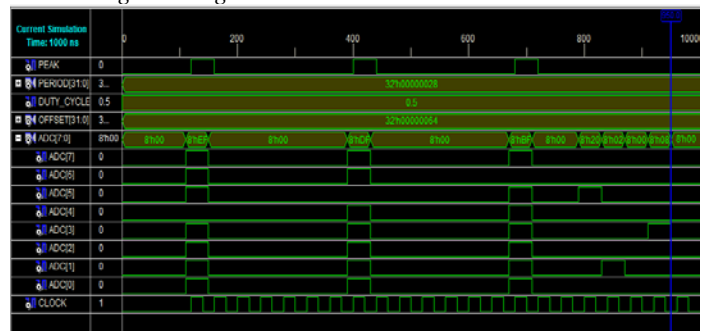 Current Simulation
Time: 1000 ns
0 200 400 600 800 1000
PEAK 0
PERIOD[31:0] 3... 32'h00000028
DUTY_CYCLE 0.5 0.5
OFFSET[31:0] 3... 32'h00000064
ADC[7:0] 8'h00 8'h00 8'hEF 8'h00 8'hDF 8'h00 8'hBF 8'h00 8'h20 8'h02 8'h00 8'h08 8'h00
ADC[7] 0
ADC[6] 0
ADC[5] 0
ADC[4] 0
ADC[3] 0
ADC[2] 0
ADC[1] 0
ADC[0] 0
CLOCK 1